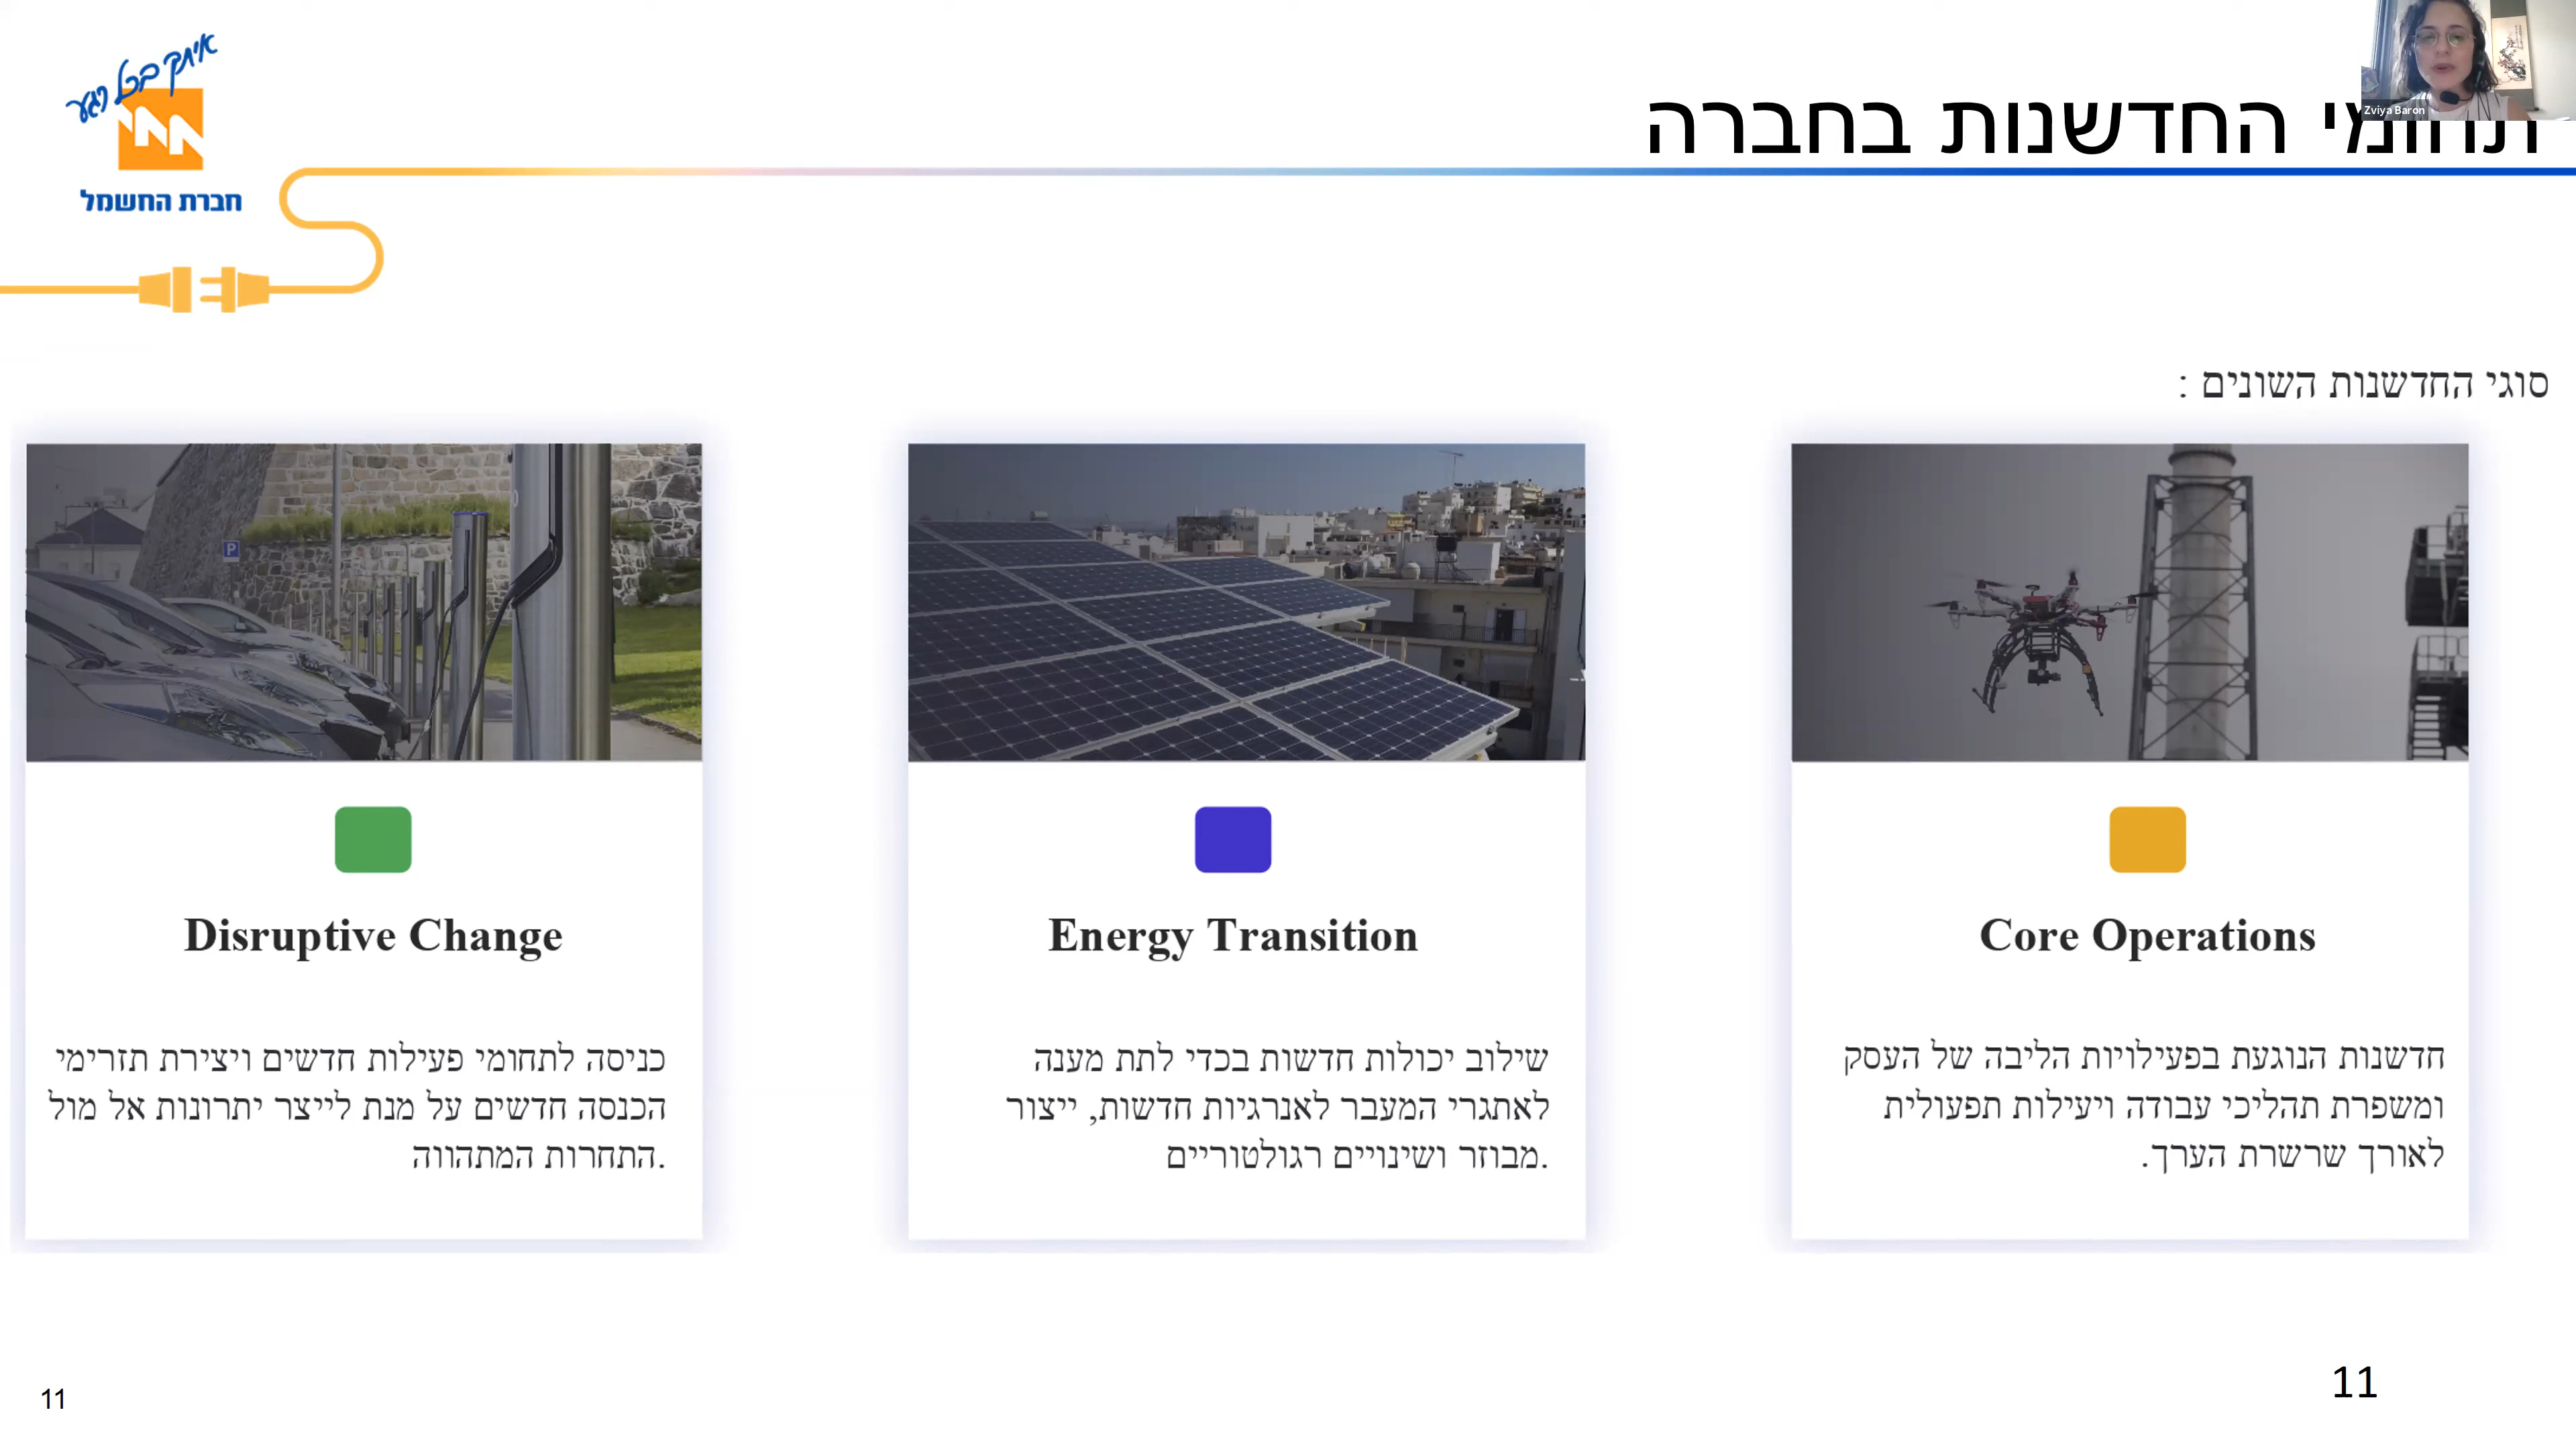 איתך בכל רגע
חברת החשמל
Zviya Baron
תחומי החדשנות בחברה
סוגי החדשנות השונים :
P
Core Operations
חדשנות הנוגעת בפעילויות הליבה של העסק
ומשפרת תהליכי עבודה ויעילות תפעולית
לאורך שרשרת הערך.
Energy Transition
שילוב יכולות חדשות בכדי לתת מענה
לאתגרי המעבר לאנרגיות חדשות, ייצור
.מבוזר ושינויים רגולטוריים
Disruptive Change
כניסה לתחומי פעילות חדשים ויצירת תזרימי
הכנסה חדשים על מנת לייצר יתרונות אל מול
.התחרות המתהווה
11
11